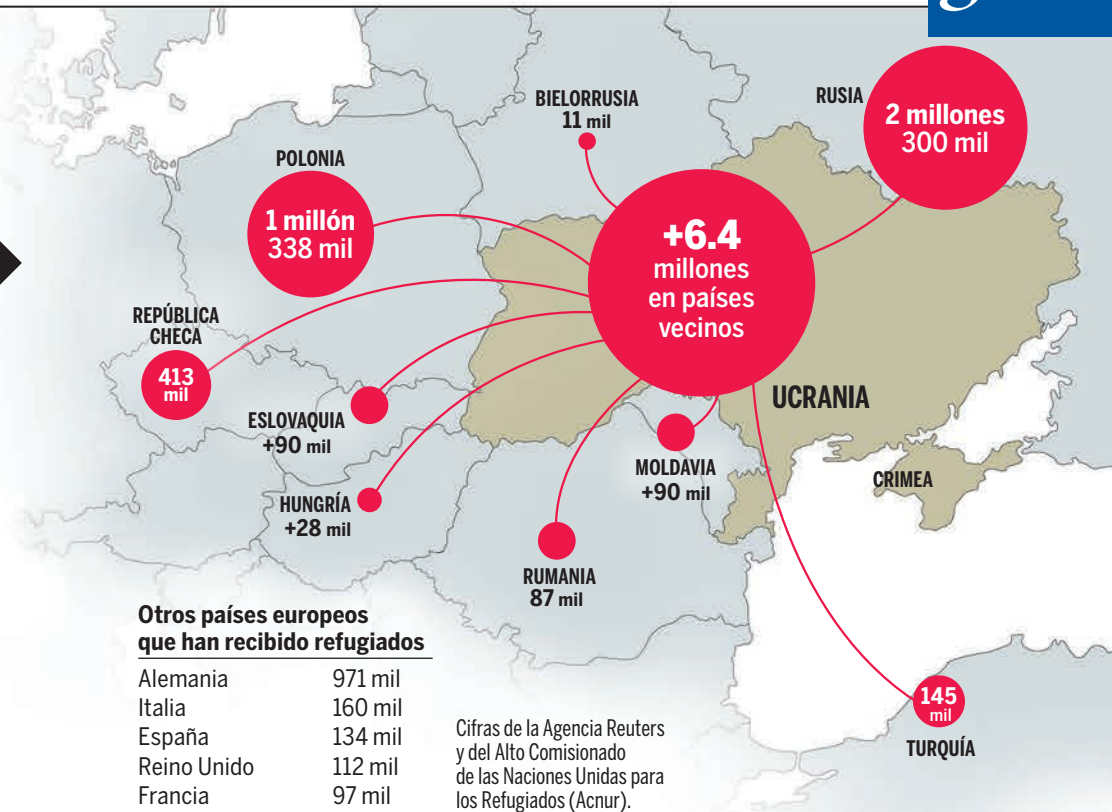 BIELORRUSIA
11 mil
RUSIA
2 millones
300 mil
POLONIA
1 millón
338 mil
+6.4
millones
en países
vecinos
REPÚBLICA
CHECA
413
mil
ESLOVAQUIA
+90 mil
UCRANIA
MOLDAVIA
+90 mil
CRIMEA
HUNGRÍA
+28 mil
RUMANIA
87 mil
145
mil
TURQUÍA
Otros países europeos
que han recibido refugiados
Alemania 971 mil
Italia 160 mil
España 134 mil
Reino Unido 112 mil
Francia 97 mil
Cifras de la Agencia Reuters
y del Alto Comisionado
de las Naciones Unidas para
los Refugiados (Acnur).